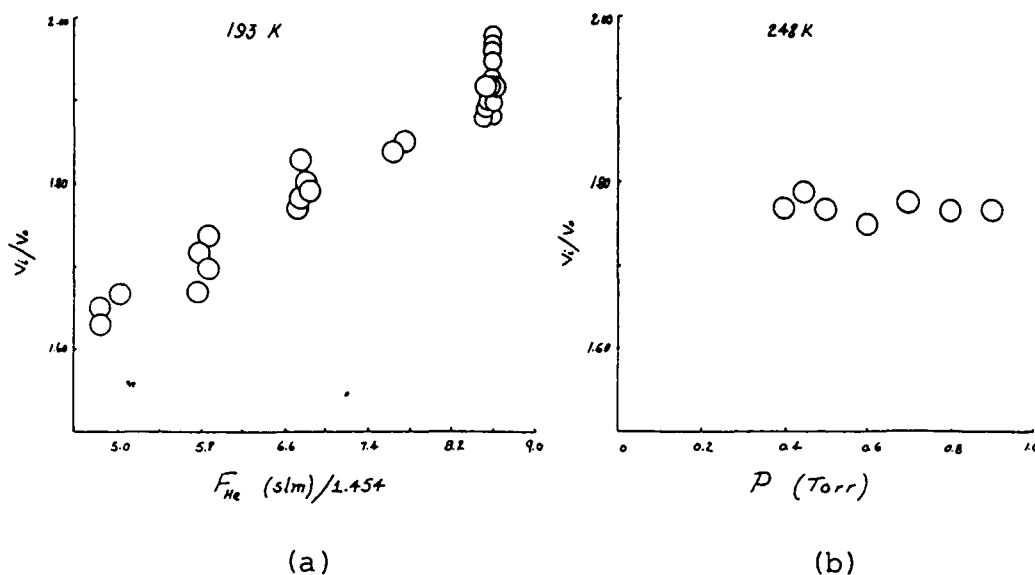 2.00
193 K
1.80
1.60
vi/vo
5.0 5.7 6.6 7.4 8.2 9.0
FHe (slm)/1.454
(a)
2.00
248K
1.80
1.60
vi/vo
0 0.2 0.4 0.6 0.8 1.0
P (Torr)
(b)